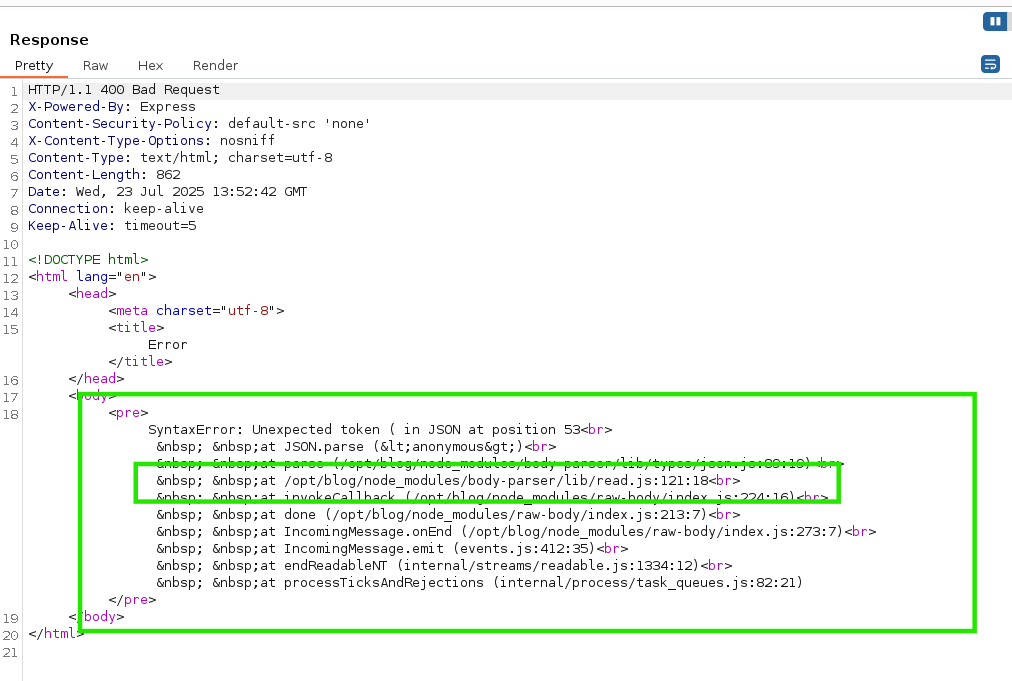 Response
Pretty Raw Hex Render
1 HTTP/1.1 400 Bad Request
2 X-Powered-By: Express
3 Content-Security-Policy: default-src 'none'
4 X-Content-Type-Options: nosniff
5 Content-Type: text/html; charset=utf-8
6 Content-Length: 862
7 Date: Wed, 23 Jul 2025 13:52:42 GMT
8 Connection: keep-alive
9 Keep-Alive: timeout=5
10
11 <!DOCTYPE html>
12 <html lang="en">
13 <head>
14 <meta charset="utf-8">
15 <title>
Error
</title>
16 </head>
17 <body>
18 <pre>
SyntaxError: Unexpected token ( in JSON at position 53<br>
&nbsp; &nbsp;at JSON.parse (&lt;anonymous&gt;)<br>
&nbsp; &nbsp;at parse (/opt/blog/node_modules/body-parser/lib/types/json.js:89:19)<br>
&nbsp; &nbsp;at /opt/blog/node_modules/body-parser/lib/read.js:121:18<br>
&nbsp; &nbsp;at invokeCallback (/opt/blog/node_modules/raw-body/index.js:224:16)<br>
&nbsp; &nbsp;at done (/opt/blog/node_modules/raw-body/index.js:213:7)<br>
&nbsp; &nbsp;at IncomingMessage.onEnd (/opt/blog/node_modules/raw-body/index.js:273:7)<br>
&nbsp; &nbsp;at IncomingMessage.emit (events.js:412:35)<br>
&nbsp; &nbsp;at endReadableNT (internal/streams/readable.js:1334:12)<br>
&nbsp; &nbsp;at processTicksAndRejections (internal/process/task_queues.js:82:21)
</pre>
19 </body>
20 </html>
21